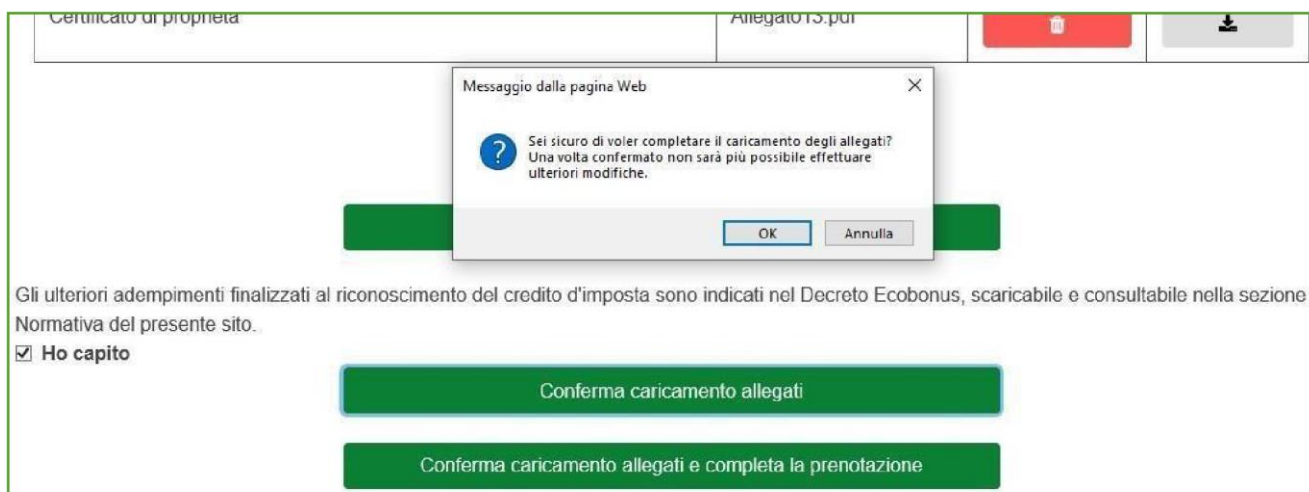 Certificato di proprietà
Allegato13.pdf
Messaggio dalla pagina Web
Sei sicuro di voler completare il caricamento degli allegati?
Una volta confermato non sarà più possibile effettuare
ulteriori modifiche.
OK
Annulla
Gli ulteriori adempimenti finalizzati al riconoscimento del credito d'imposta sono indicati nel Decreto Ecobonus, scaricabile e consultabile nella sezione
Normativa del presente sito.
Ho capito
Conferma caricamento allegati
Conferma caricamento allegati e completa la prenotazione